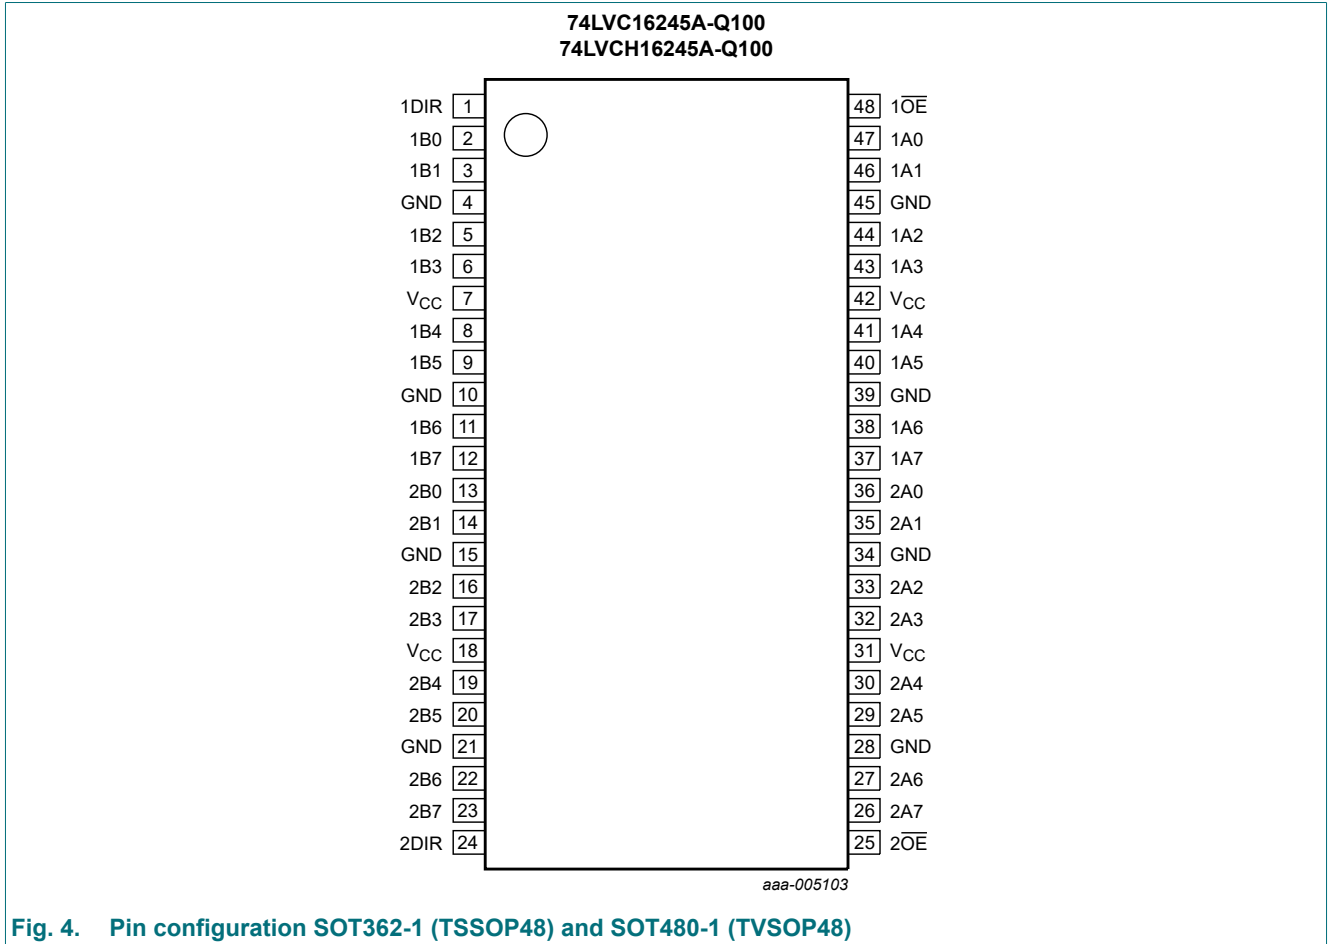 74LVC16245A-Q100
74LVCH16245A-Q100
1DIR 1 48 1O̅E̅
1B0 2 47 1A0
1B1 3 46 1A1
GND 4 45 GND
1B2 5 44 1A2
1B3 6 43 1A3
VCC 7 42 VCC
1B4 8 41 1A4
1B5 9 40 1A5
GND 10 39 GND
1B6 11 38 1A6
1B7 12 37 1A7
2B0 13 36 2A0
2B1 14 35 2A1
GND 15 34 GND
2B2 16 33 2A2
2B3 17 32 2A3
VCC 18 31 VCC
2B4 19 30 2A4
2B5 20 29 2A5
GND 21 28 GND
2B6 22 27 2A6
2B7 23 26 2A7
2DIR 24 25 2O̅E̅
aaa-005103
Fig. 4. Pin configuration SOT362-1 (TSSOP48) and SOT480-1 (TVSOP48)